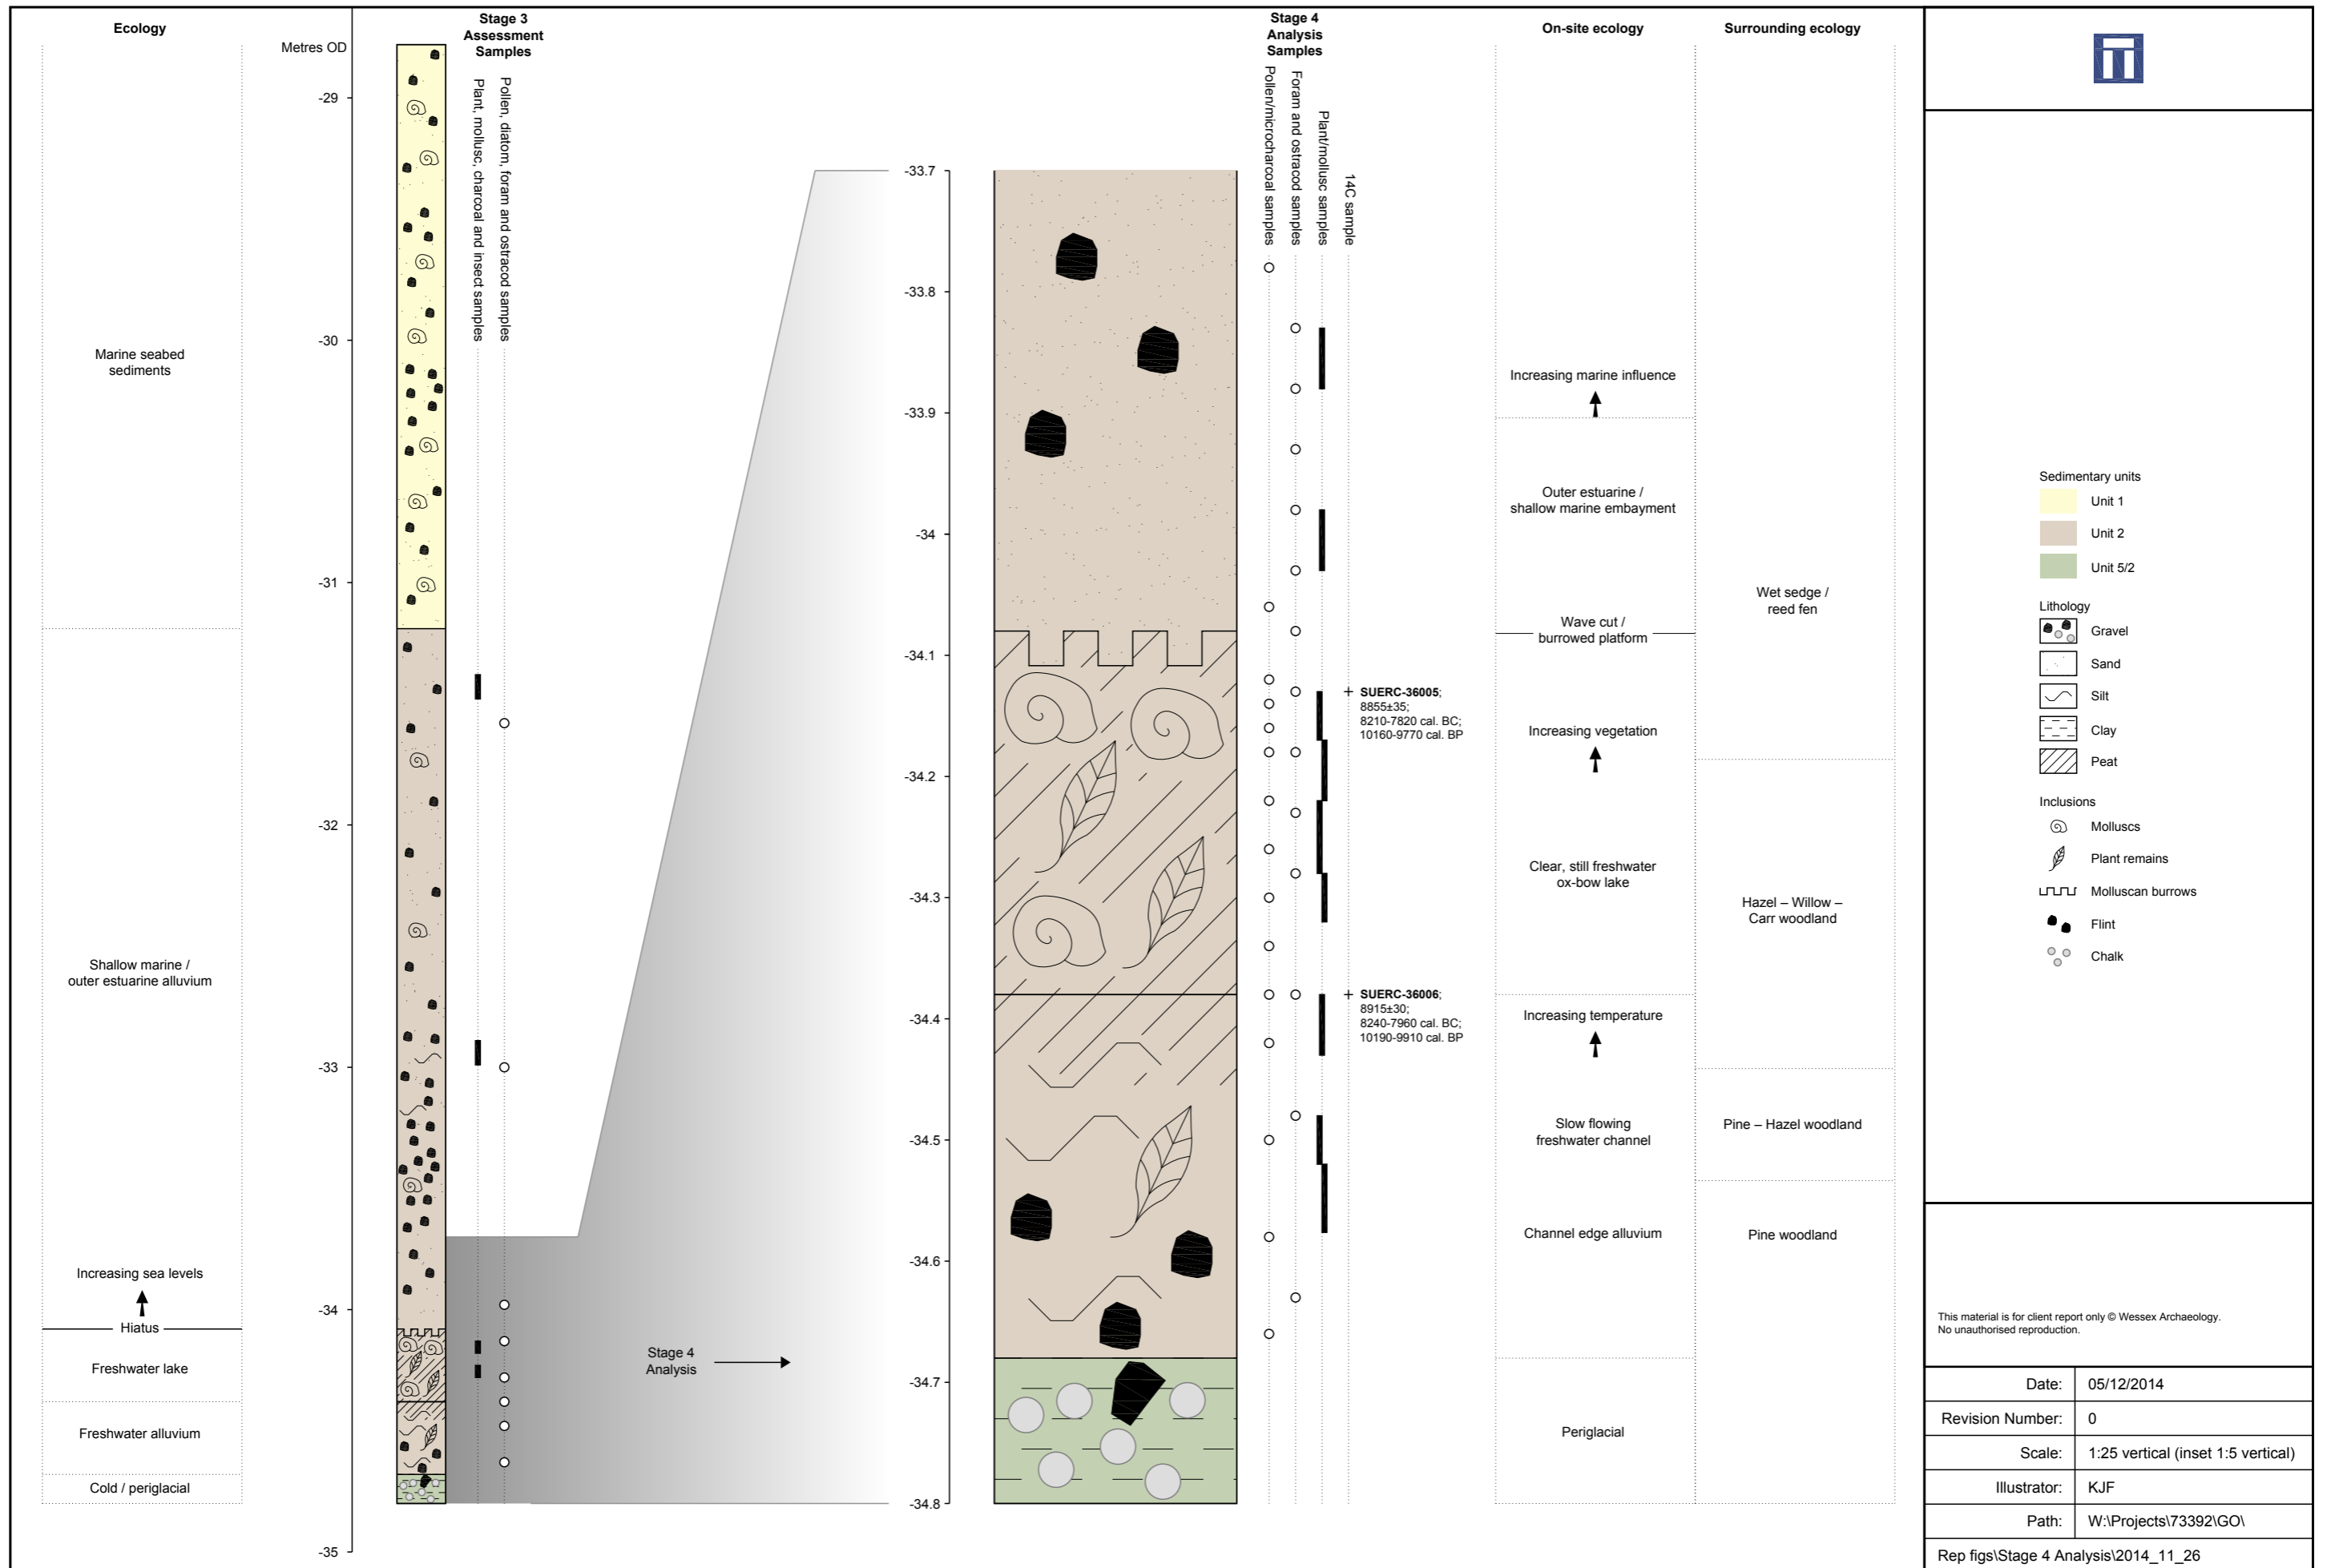 Ecology
Metres OD
Stage 3
Assessment
Samples
Plant, mollusc, charcoal and insect samples
Pollen, diatom, foram and ostracod samples
-29
-30
-31
-32
-33
-34
-35
Marine seabed
sediments
Shallow marine /
outer estuarine alluvium
Increasing sea levels
Hiatus
Freshwater lake
Freshwater alluvium
Cold / periglacial
Stage 4
Analysis
-33.7
-33.8
-33.9
-34
-34.1
-34.2
-34.3
-34.4
-34.5
-34.6
-34.7
-34.8
Stage 4
Analysis
Samples
Pollen/microcharcoal samples
Foram and ostracod samples
Plant/mollusc samples
14C sample
SUERC-36005;
8855±35;
8210-7820 cal. BC;
10160-9770 cal. BP
SUERC-36006;
8915±30;
8240-7960 cal. BC;
10190-9910 cal. BP
On-site ecology
Increasing marine influence
Outer estuarine /
shallow marine embayment
Wave cut /
burrowed platform
Increasing vegetation
Clear, still freshwater
ox-bow lake
Increasing temperature
Slow flowing
freshwater channel
Channel edge alluvium
Periglacial
Surrounding ecology
Wet sedge /
reed fen
Hazel – Willow –
Carr woodland
Pine – Hazel woodland
Pine woodland
Sedimentary units
Unit 1
Unit 2
Unit 5/2
Lithology
Gravel
Sand
Silt
Clay
Peat
Inclusions
Molluscs
Plant remains
Molluscan burrows
Flint
Chalk
This material is for client report only © Wessex Archaeology.
No unauthorised reproduction.
Date: 05/12/2014
Revision Number: 0
Scale: 1:25 vertical (inset 1:5 vertical)
Illustrator: KJF
Path: W:\Projects\73392\GO\
Rep figs\Stage 4 Analysis\2014_11_26